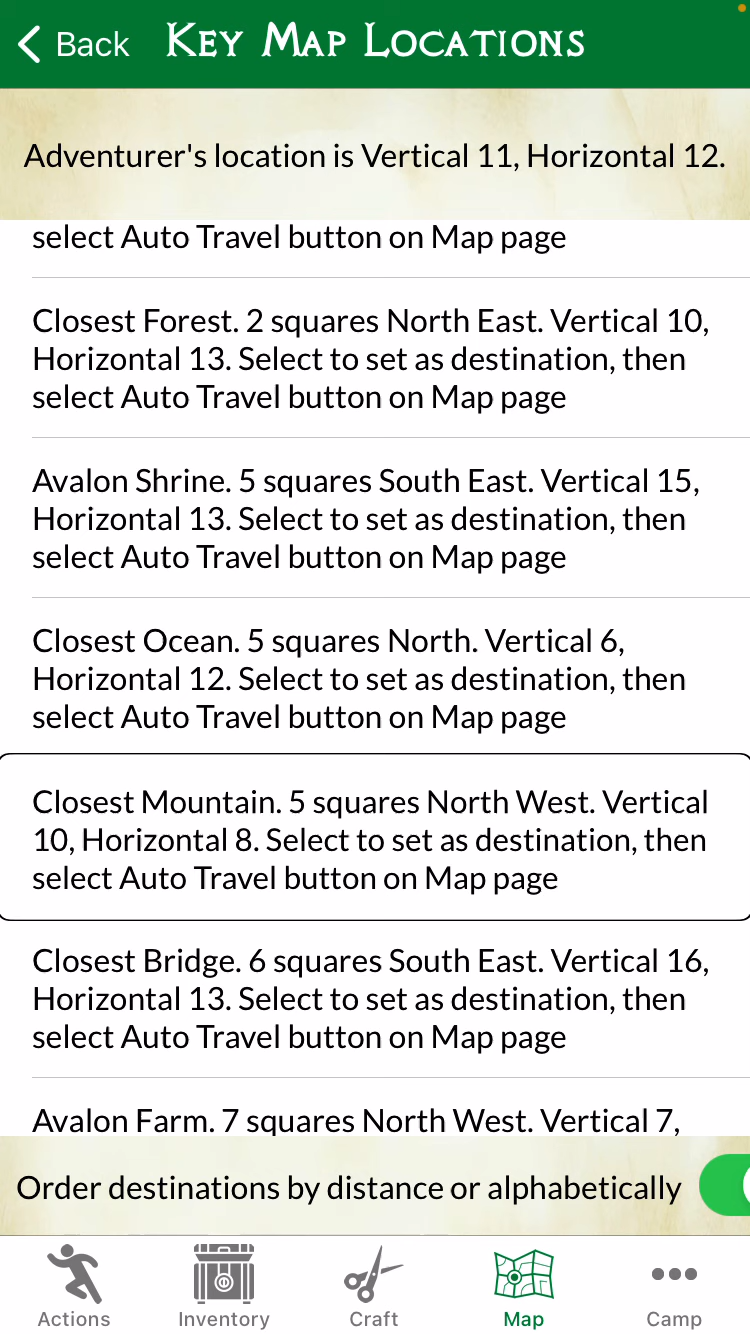 Back KEY MAP LOCATIONS
Adventurer's location is Vertical 11, Horizontal 12.
select Auto Travel button on Map page
Closest Forest. 2 squares North East. Vertical 10,
Horizontal 13. Select to set as destination, then
select Auto Travel button on Map page
Avalon Shrine. 5 squares South East. Vertical 15,
Horizontal 13. Select to set as destination, then
select Auto Travel button on Map page
Closest Ocean. 5 squares North. Vertical 6,
Horizontal 12. Select to set as destination, then
select Auto Travel button on Map page
Closest Mountain. 5 squares North West. Vertical
10, Horizontal 8. Select to set as destination, then
select Auto Travel button on Map page
Closest Bridge. 6 squares South East. Vertical 16,
Horizontal 13. Select to set as destination, then
select Auto Travel button on Map page
Avalon Farm. 7 squares North West. Vertical 7,
Order destinations by distance or alphabetically
Actions Inventory Craft Map Camp